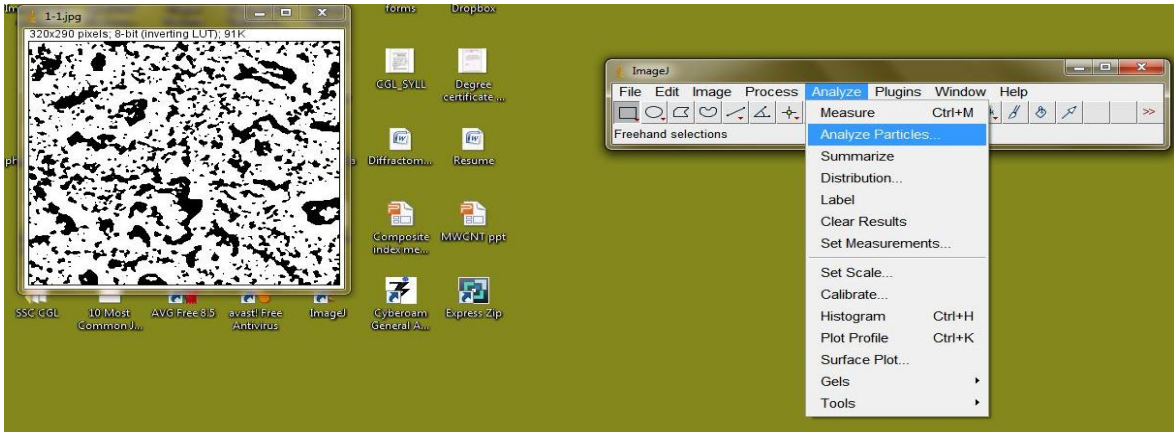 1-1.jpg
320x290 pixels; 8-bit (inverting LUT); 91K
forms
Dropbox
CGL_SYLL
Degree certificate ...
Diffractom...
Resume
Composite index me...
MWCNT ppt
SSC CGL
10 Most Common J...
AVG Free 8.5
avast! Free Antivirus
ImageJ
Cyberoam General A...
Express Zip
ImageJ
File Edit Image Process Analyze Plugins Window Help
>>
Freehand selections
Measure Ctrl+M
Analyze Particles...
Summarize
Distribution...
Label
Clear Results
Set Measurements...
Set Scale...
Calibrate...
Histogram Ctrl+H
Plot Profile Ctrl+K
Surface Plot...
Gels
Tools